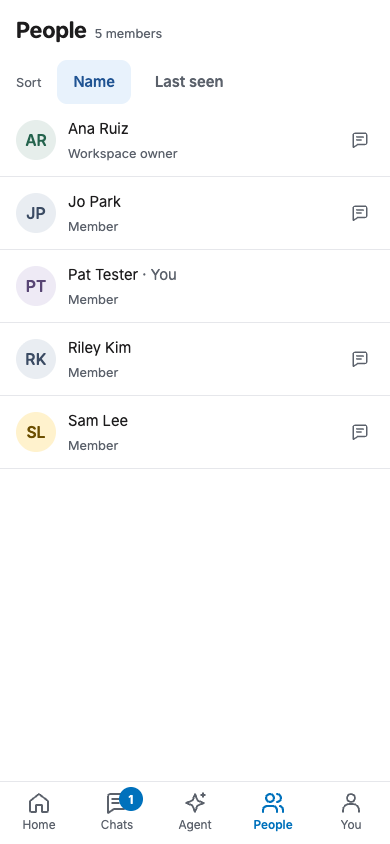 People 5 members
Sort Name Last seen
AR Ana Ruiz
Workspace owner
JP Jo Park
Member
PT Pat Tester · You
Member
RK Riley Kim
Member
SL Sam Lee
Member
1
Home Chats Agent People You